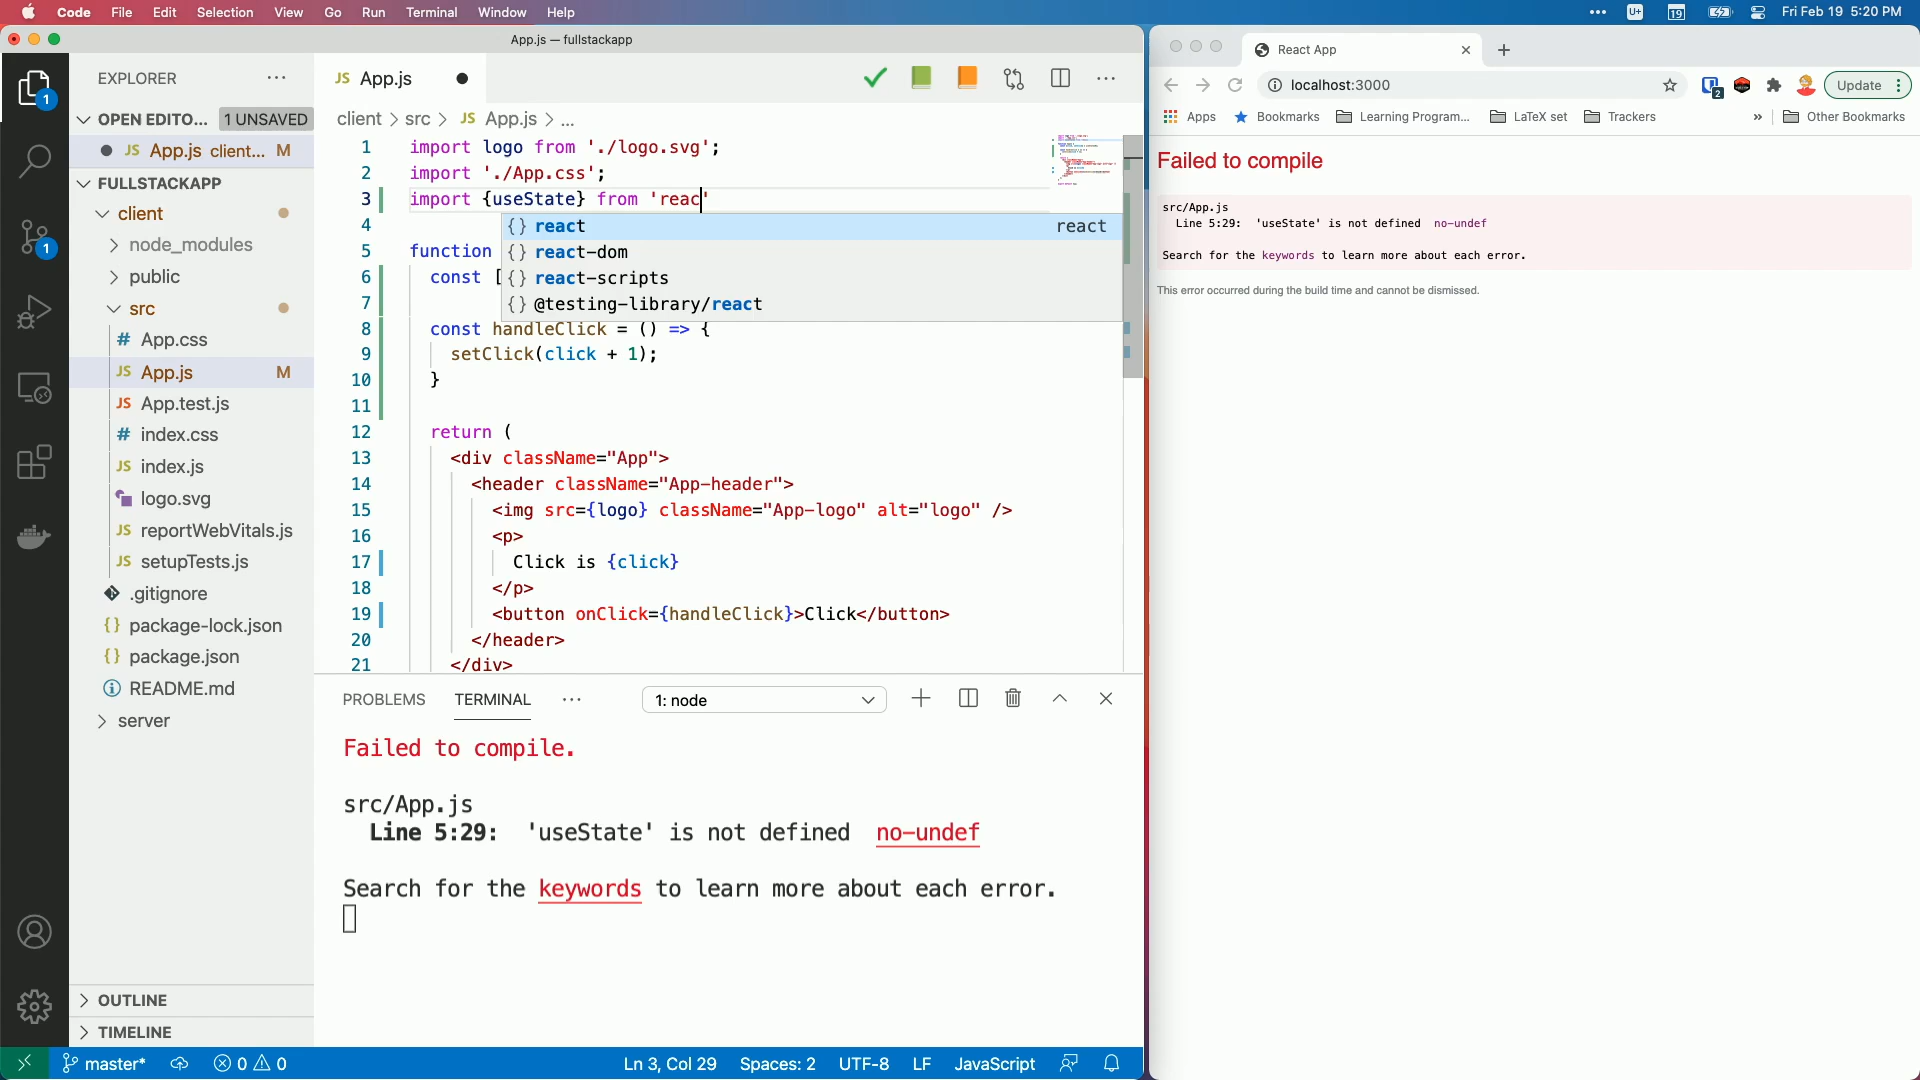 Code File Edit Selection View Go Run Terminal Window Help
U+ 19 Fri Feb 19 5:20 PM
App.js — fullstackapp
EXPLORER
OPEN EDITO... 1 UNSAVED
JS App.js client... M
FULLSTACKAPP
client
node_modules
public
src
# App.css
JS App.js M
JS App.test.js
# index.css
JS index.js
logo.svg
JS reportWebVitals.js
JS setupTests.js
.gitignore
{} package-lock.json
{} package.json
README.md
server
OUTLINE
TIMELINE
1
1
JS App.js
client > src > JS App.js > ...
1 import logo from './logo.svg';
2 import './App.css';
3 import {useState} from 'reac'
4
5 function
6 const [
7
8 const handleClick = () => {
9 setClick(click + 1);
10 }
11
12 return (
13 <div className="App">
14 <header className="App-header">
15 <img src={logo} className="App-logo" alt="logo" />
16 <p>
17 Click is {click}
18 </p>
19 <button onClick={handleClick}>Click</button>
20 </header>
21 </div>
{} react react
{} react-dom
{} react-scripts
{} @testing-library/react
PROBLEMS TERMINAL ... 1: node
Failed to compile.
src/App.js
Line 5:29: 'useState' is not defined no-undef
Search for the keywords to learn more about each error.
master* 0 0 Ln 3, Col 29 Spaces: 2 UTF-8 LF JavaScript
React App
localhost:3000
2
Update
Apps Bookmarks Learning Program... LaTeX set Trackers » Other Bookmarks
Failed to compile
src/App.js
Line 5:29: 'useState' is not defined no-undef
Search for the keywords to learn more about each error.
This error occurred during the build time and cannot be dismissed.